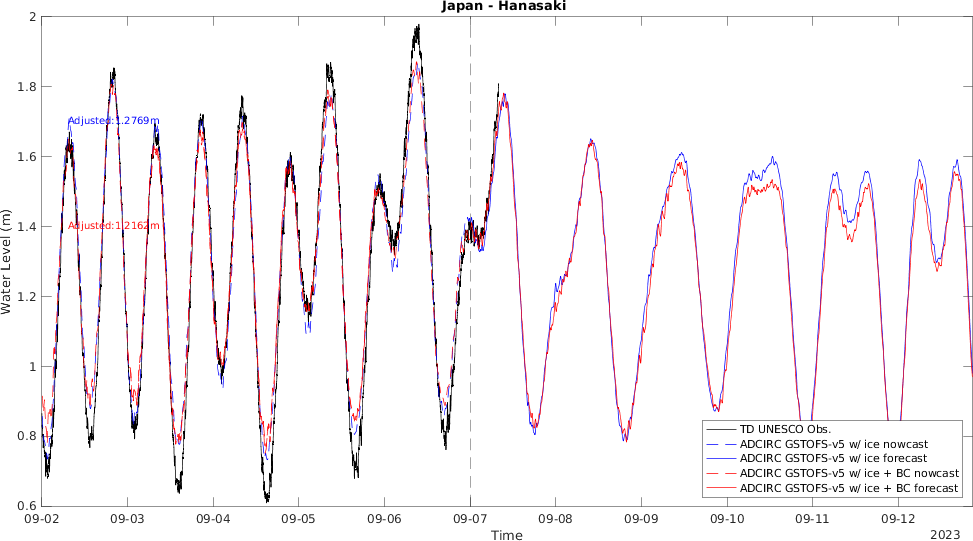 Japan - Hanasaki
Water Level (m)
2
1.8
1.6
1.4
1.2
1
0.8
0.6
Adjusted:1.2769m
Adjusted:1.2162m
TD UNESCO Obs.
ADCIRC GSTOFS-v5 w/ ice nowcast
ADCIRC GSTOFS-v5 w/ ice forecast
ADCIRC GSTOFS-v5 w/ ice + BC nowcast
ADCIRC GSTOFS-v5 w/ ice + BC forecast
09-02 09-03 09-04 09-05 09-06 09-07 09-08 09-09 09-10 09-11 09-12
Time
2023